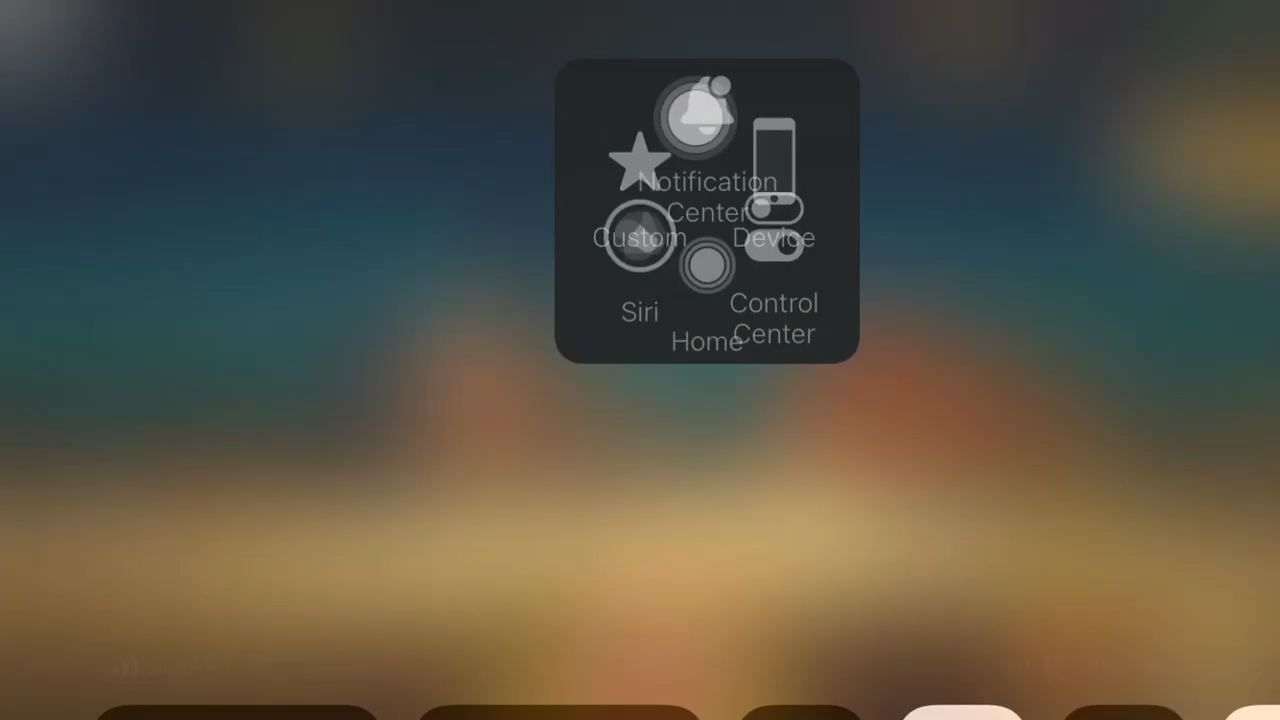 Notification
Center
Custom
Device
Siri
Control
Center
Home